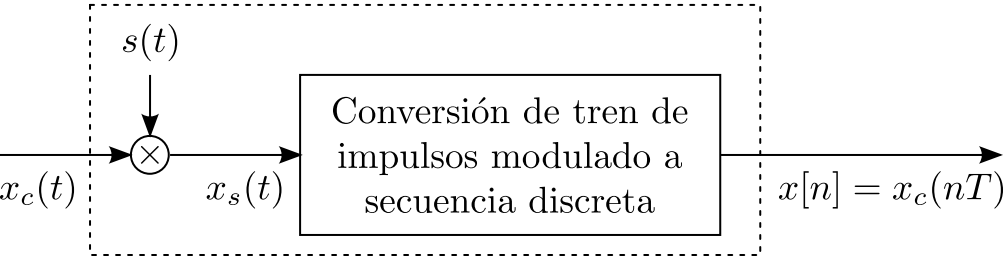 s(t)
Conversión de tren de
impulsos modulado a
secuencia discreta
x_c(t)
x_s(t)
x[n] = x_c(nT)